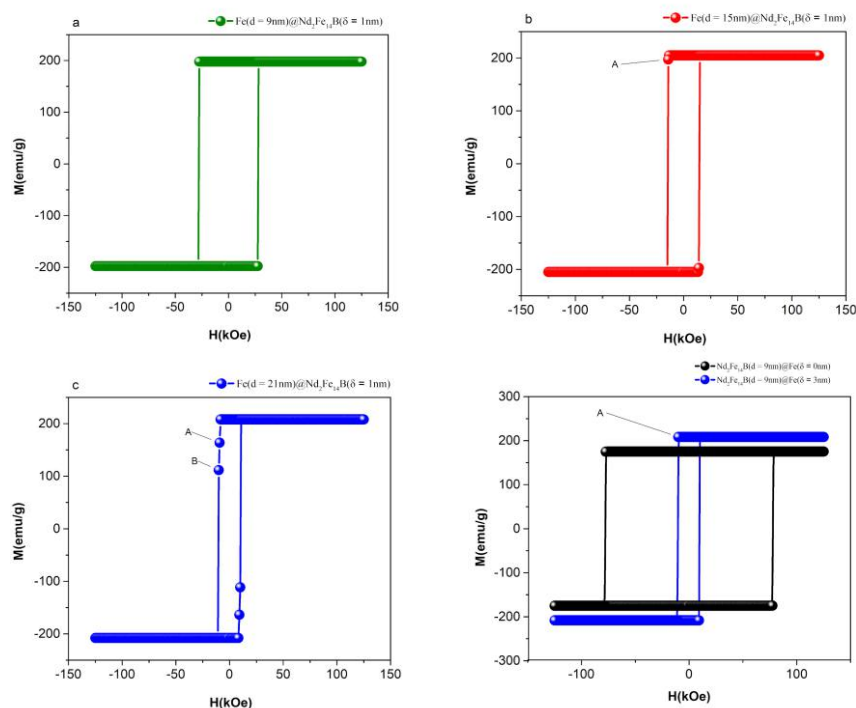 a
Fe(d = 9nm)@Nd₂Fe₁₄B(δ = 1nm)
200
100
0
-100
-200
M(emu/g)
-150 -100 -50 0 50 100 150
H(kOe)
b
Fe(d = 15nm)@Nd₂Fe₁₄B(δ = 1nm)
A
200
100
0
-100
-200
M(emu/g)
-150 -100 -50 0 50 100 150
H(kOe)
c
Fe(d = 21nm)@Nd₂Fe₁₄B(δ = 1nm)
A
B
200
100
0
-100
-200
M(emu/g)
-150 -100 -50 0 50 100 150
H(kOe)
Nd₂Fe₁₄B(d = 9nm)@Fe(δ = 0nm)
Nd₂Fe₁₄B(d = 9nm)@Fe(δ = 3nm)
A
300
200
100
0
-100
-200
-300
M(emu/g)
-100 0 100
H(kOe)